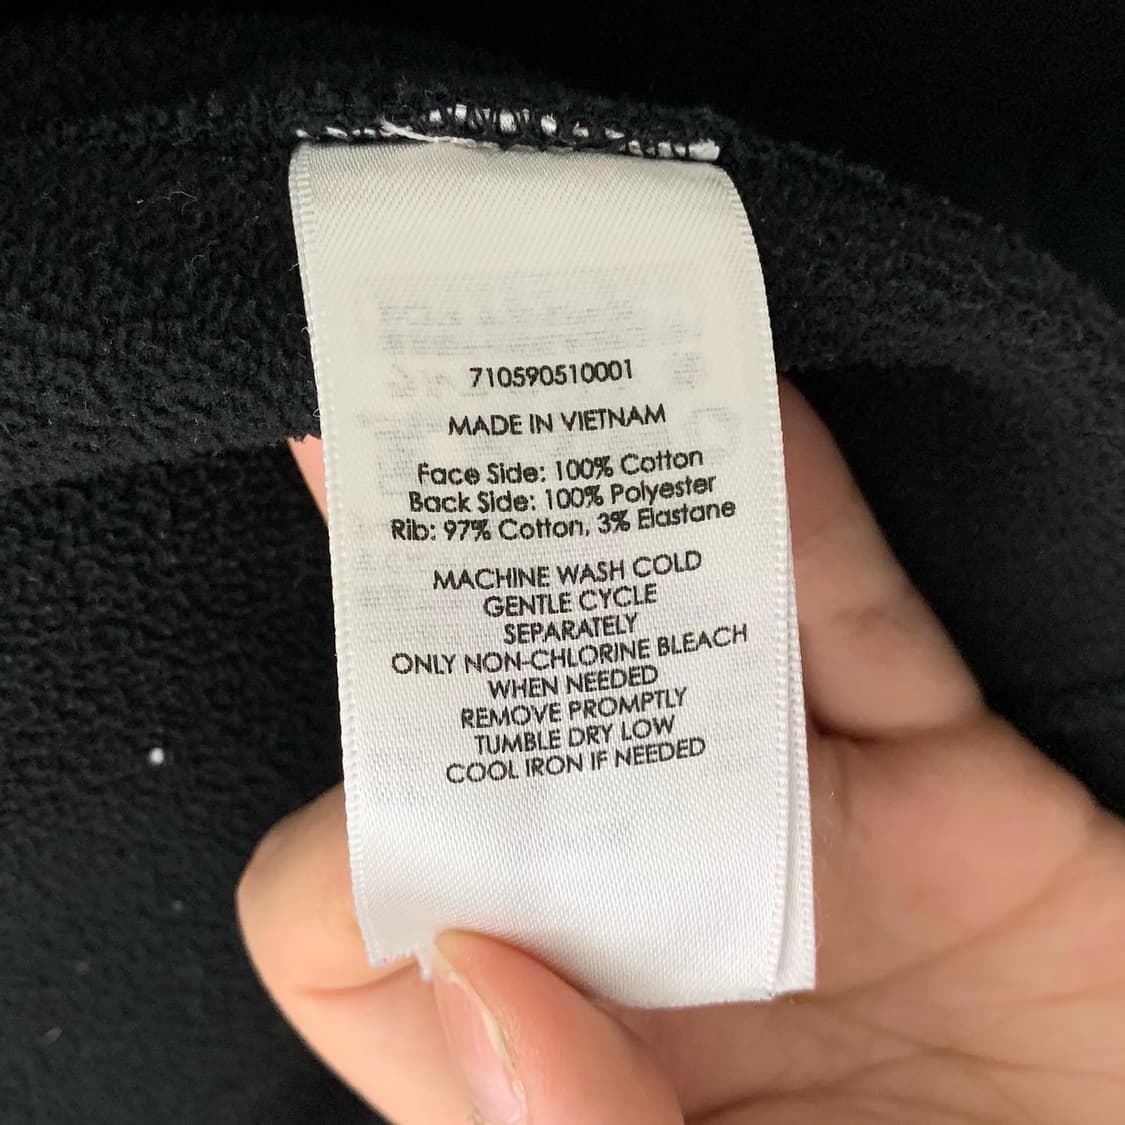 710590510001
MADE IN VIETNAM
Face Side: 100% Cotton
Back Side: 100% Polyester
Rib: 97% Cotton, 3% Elastane
MACHINE WASH COLD
GENTLE CYCLE
SEPARATELY
ONLY NON-CHLORINE BLEACH
WHEN NEEDED
REMOVE PROMPTLY
TUMBLE DRY LOW
COOL IRON IF NEEDED